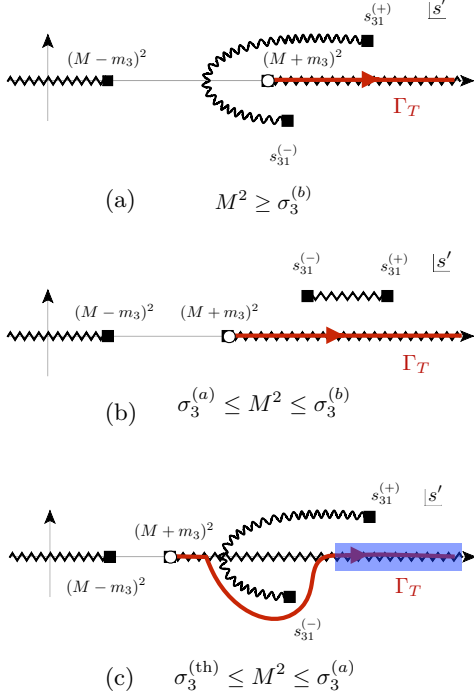 s_{31}^{(+)} |s′
(M − m_3)^2 (M + m_3)^2
Γ_T
s_{31}^{(−)}
(a) M^2 ≥ σ_3^{(b)}
s_{31}^{(−)} s_{31}^{(+)} |s′
(M − m_3)^2 (M + m_3)^2
Γ_T
(b) σ_3^{(a)} ≤ M^2 ≤ σ_3^{(b)}
s_{31}^{(+)} |s′
(M + m_3)^2
(M − m_3)^2 Γ_T
s_{31}^{(−)}
(c) σ_3^{(th)} ≤ M^2 ≤ σ_3^{(a)}